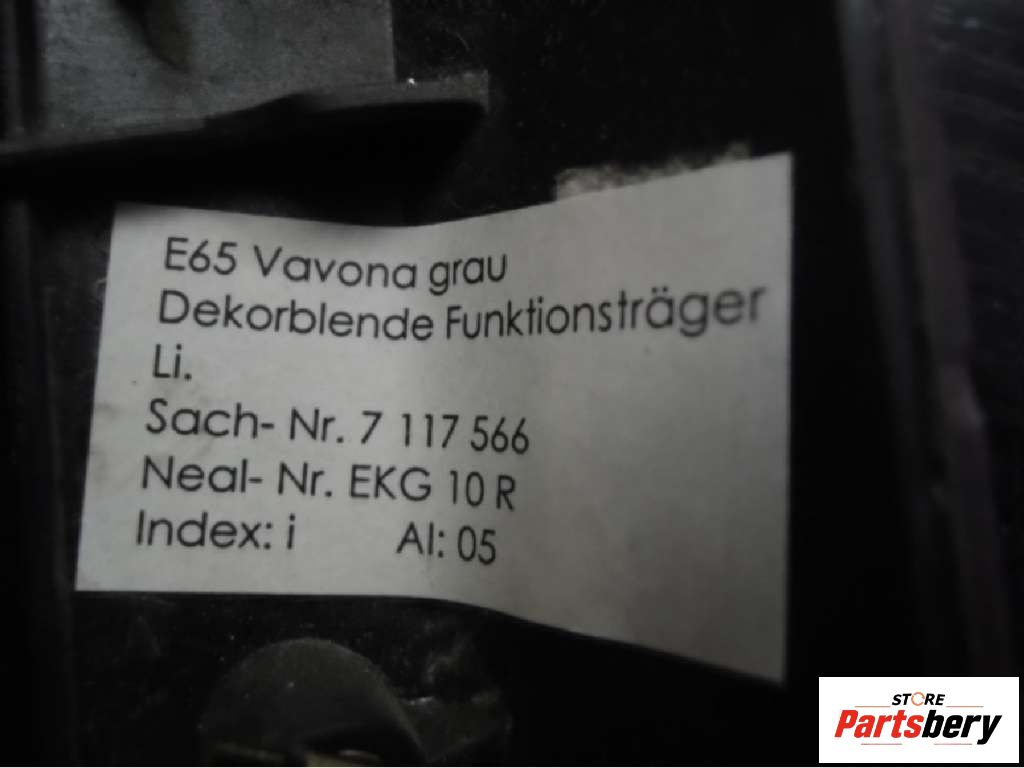 E65 Vavona grau
Dekorblende Funktionsträger
Li.
Sach- Nr. 7 117 566
Neal- Nr. EKG 10 R
Index: i AI: 05
STORE
Partsbery